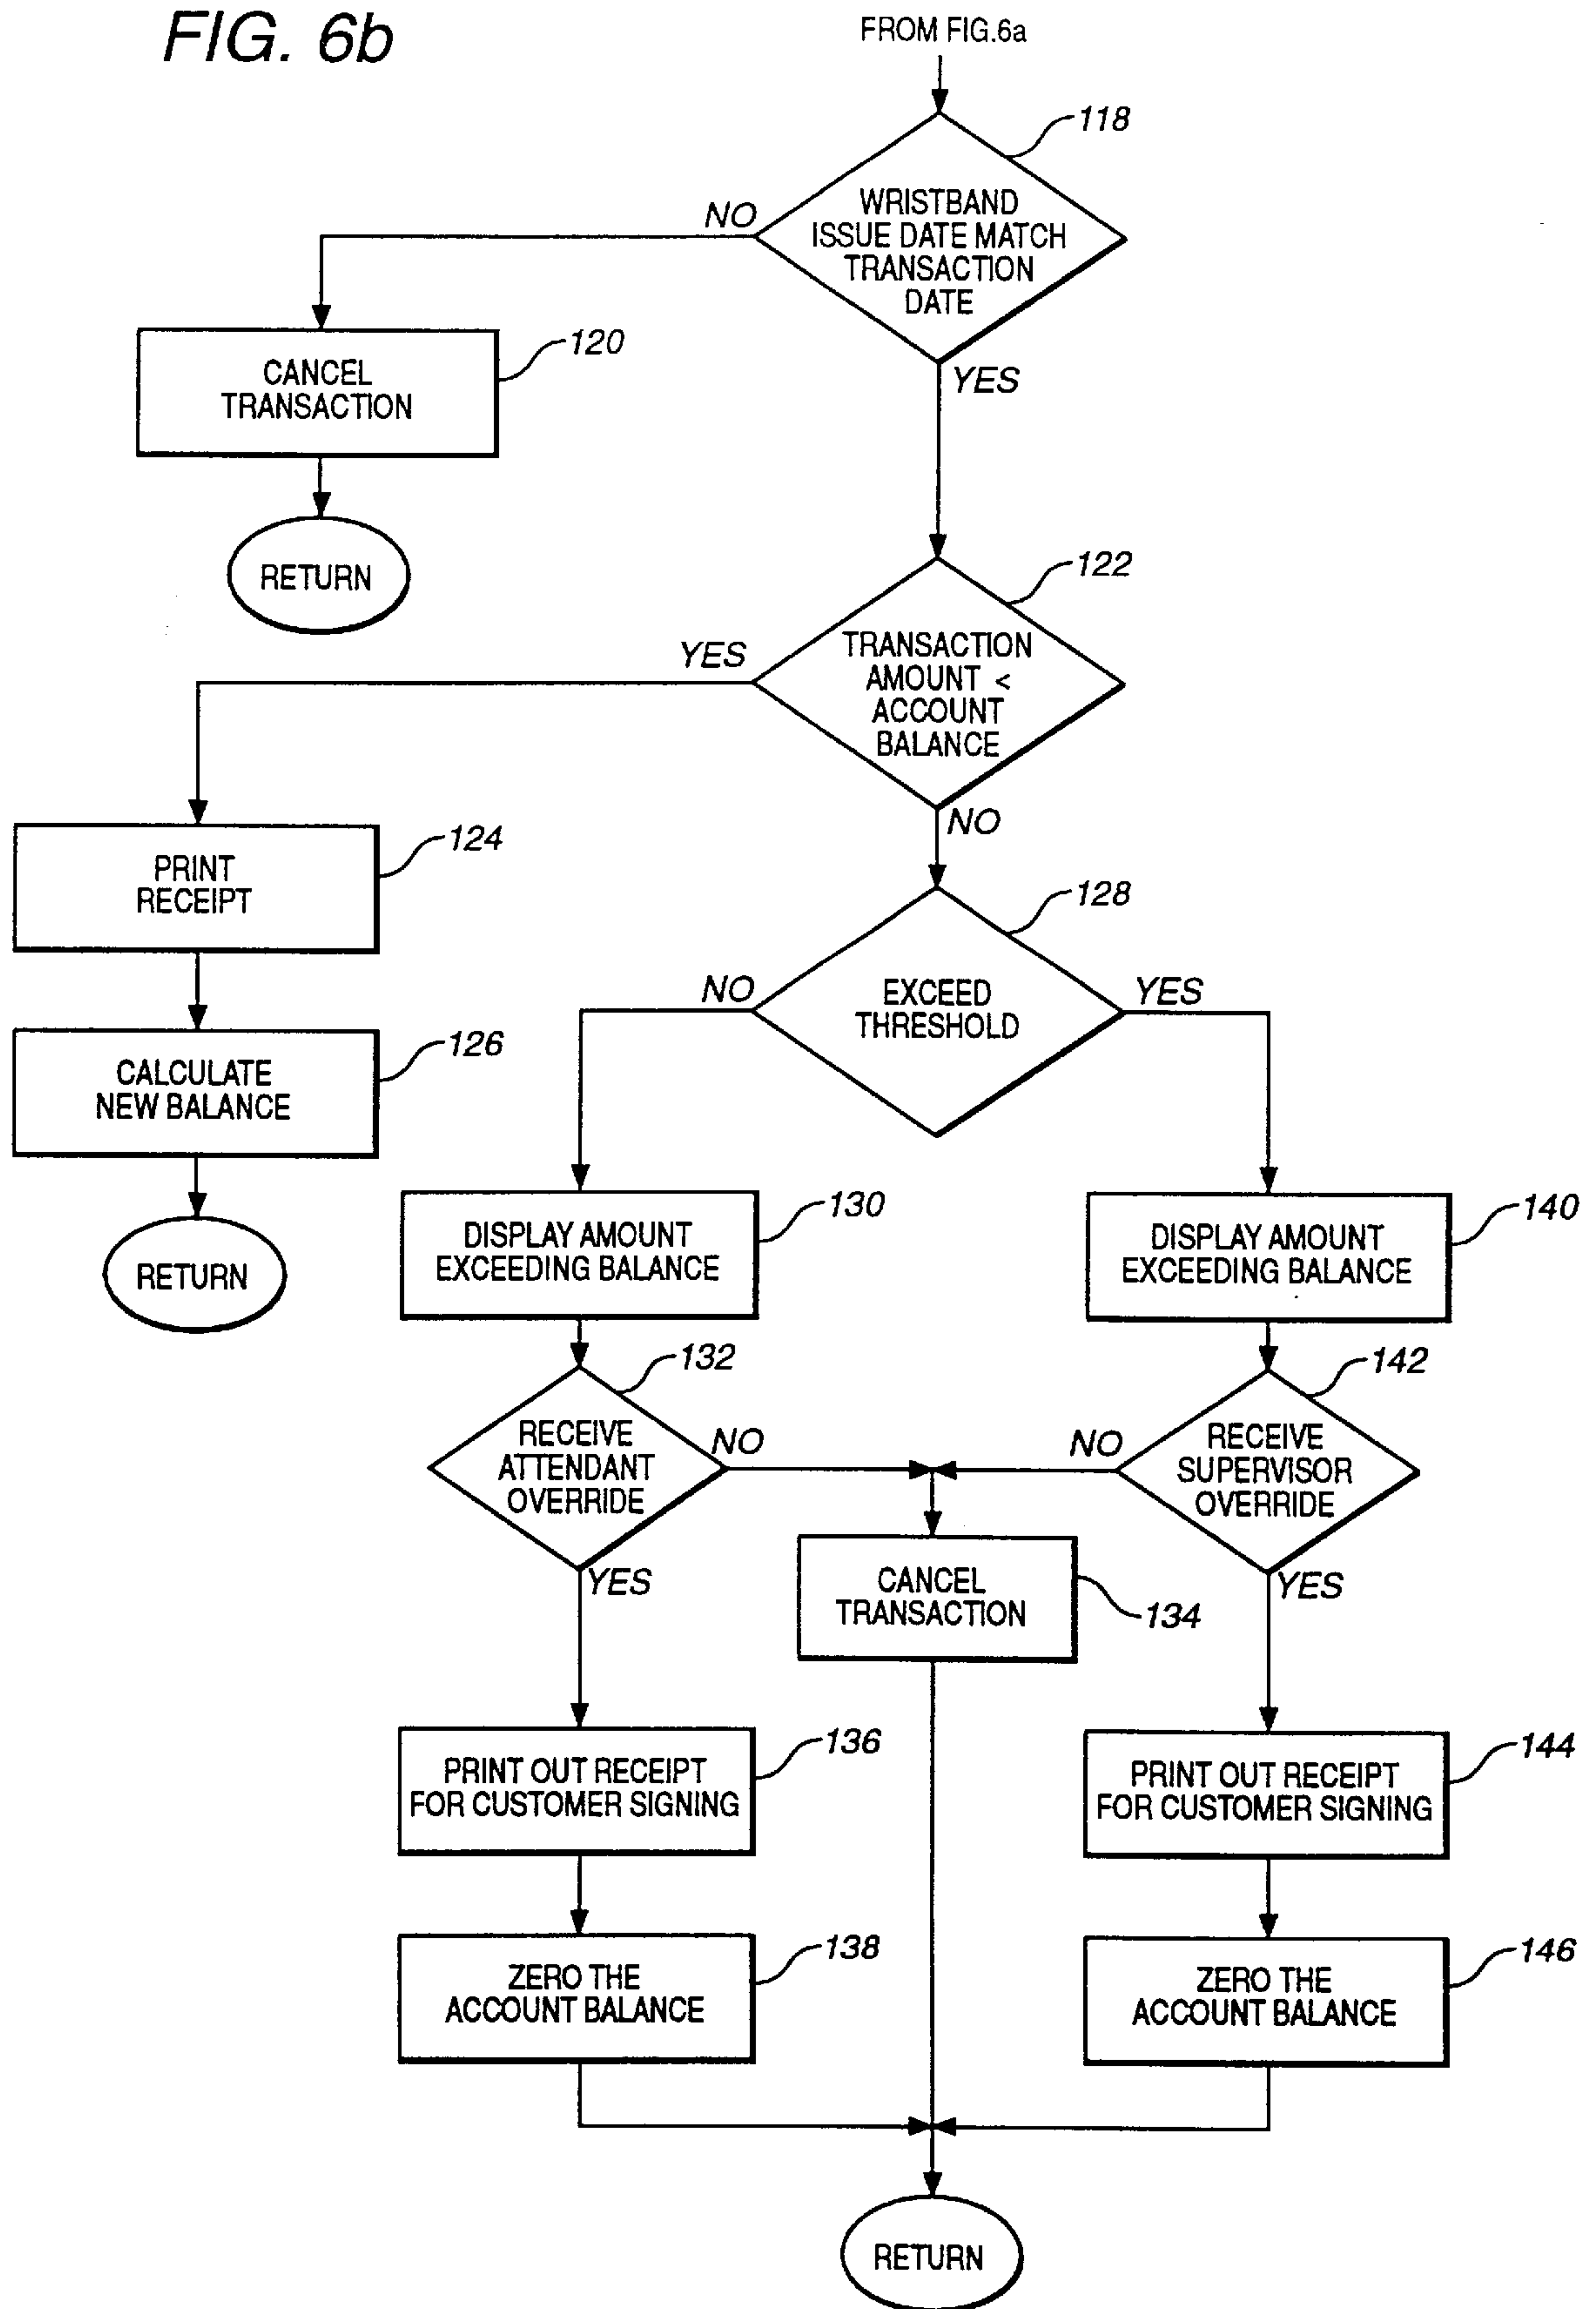 FIG. 6b
FROM FIG.6a
118
WRISTBAND
ISSUE DATE MATCH
TRANSACTION
DATE
NO
YES
120
CANCEL
TRANSACTION
RETURN
122
TRANSACTION
AMOUNT <
ACCOUNT
BALANCE
YES
NO
124
PRINT
RECEIPT
128
EXCEED
THRESHOLD
NO
YES
126
CALCULATE
NEW BALANCE
RETURN
130
DISPLAY AMOUNT
EXCEEDING BALANCE
140
DISPLAY AMOUNT
EXCEEDING BALANCE
132
RECEIVE
ATTENDANT
OVERRIDE
NO
YES
142
RECEIVE
SUPERVISOR
OVERRIDE
NO
YES
CANCEL
TRANSACTION
134
136
PRINT OUT RECEIPT
FOR CUSTOMER SIGNING
144
PRINT OUT RECEIPT
FOR CUSTOMER SIGNING
138
ZERO THE
ACCOUNT BALANCE
146
ZERO THE
ACCOUNT BALANCE
RETURN